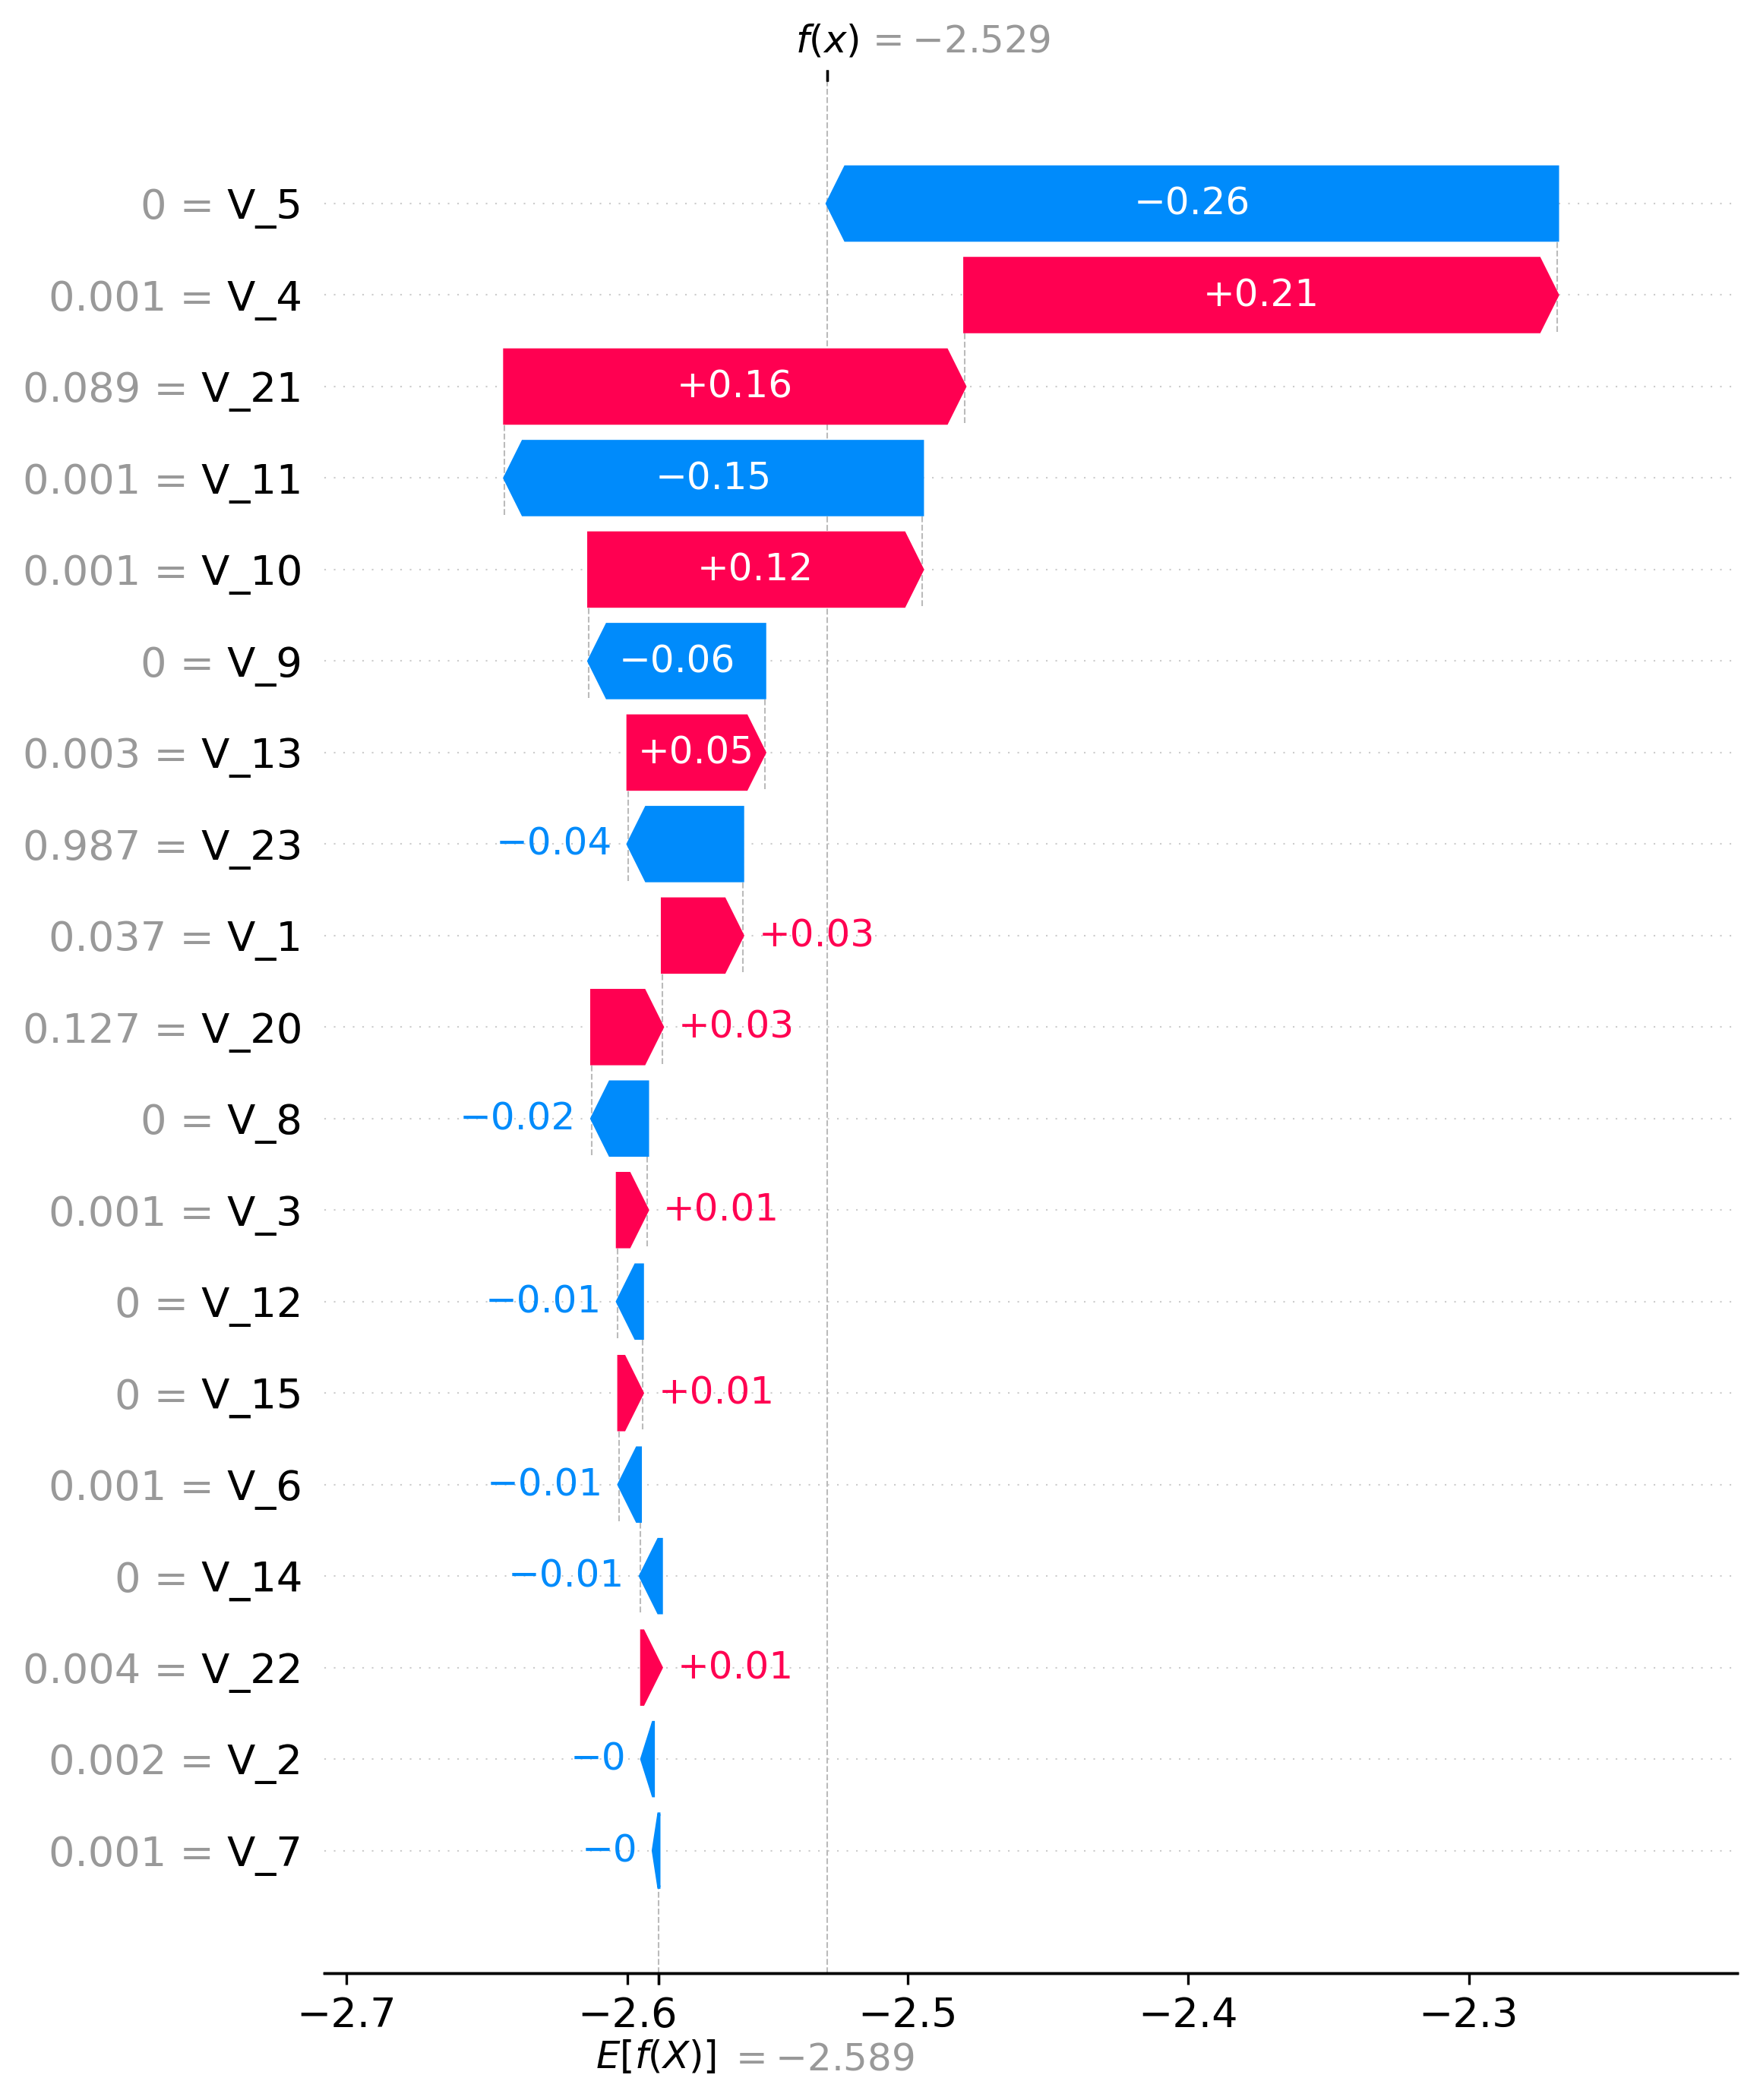 f(x) = −2.529
0 = V_5 −0.26
0.001 = V_4 +0.21
0.089 = V_21 +0.16
0.001 = V_11 −0.15
0.001 = V_10 +0.12
0 = V_9 −0.06
0.003 = V_13 +0.05
0.987 = V_23 −0.04
0.037 = V_1 +0.03
0.127 = V_20 +0.03
0 = V_8 −0.02
0.001 = V_3 +0.01
0 = V_12 −0.01
0 = V_15 +0.01
0.001 = V_6 −0.01
0 = V_14 −0.01
0.004 = V_22 +0.01
0.002 = V_2 −0
0.001 = V_7 −0
−2.7 −2.6 −2.5 −2.4 −2.3
E[f(X)] = −2.589